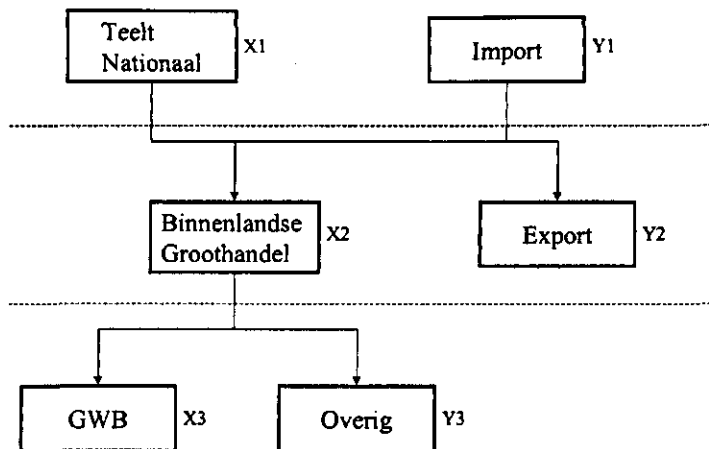 Teelt
Nationaal
X1
Import
Y1
Binnenlandse
Groothandel
X2
Export
Y2
GWB
X3
Overig
Y3